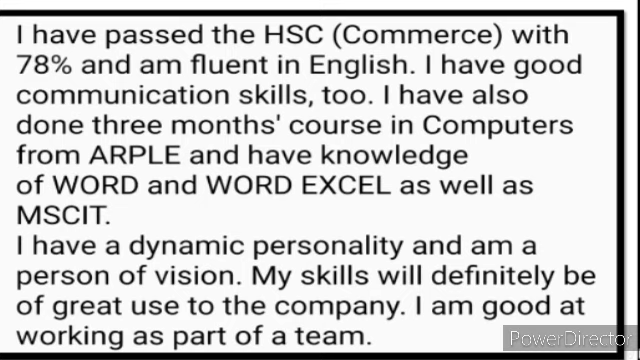 I have passed the HSC (Commerce) with
78% and am fluent in English. I have good
communication skills, too. I have also
done three months' course in Computers
from ARPLE and have knowledge
of WORD and WORD EXCEL as well as
MSCIT.
I have a dynamic personality and am a
person of vision. My skills will definitely be
of great use to the company. I am good at
working as part of a team.
PowerDirector